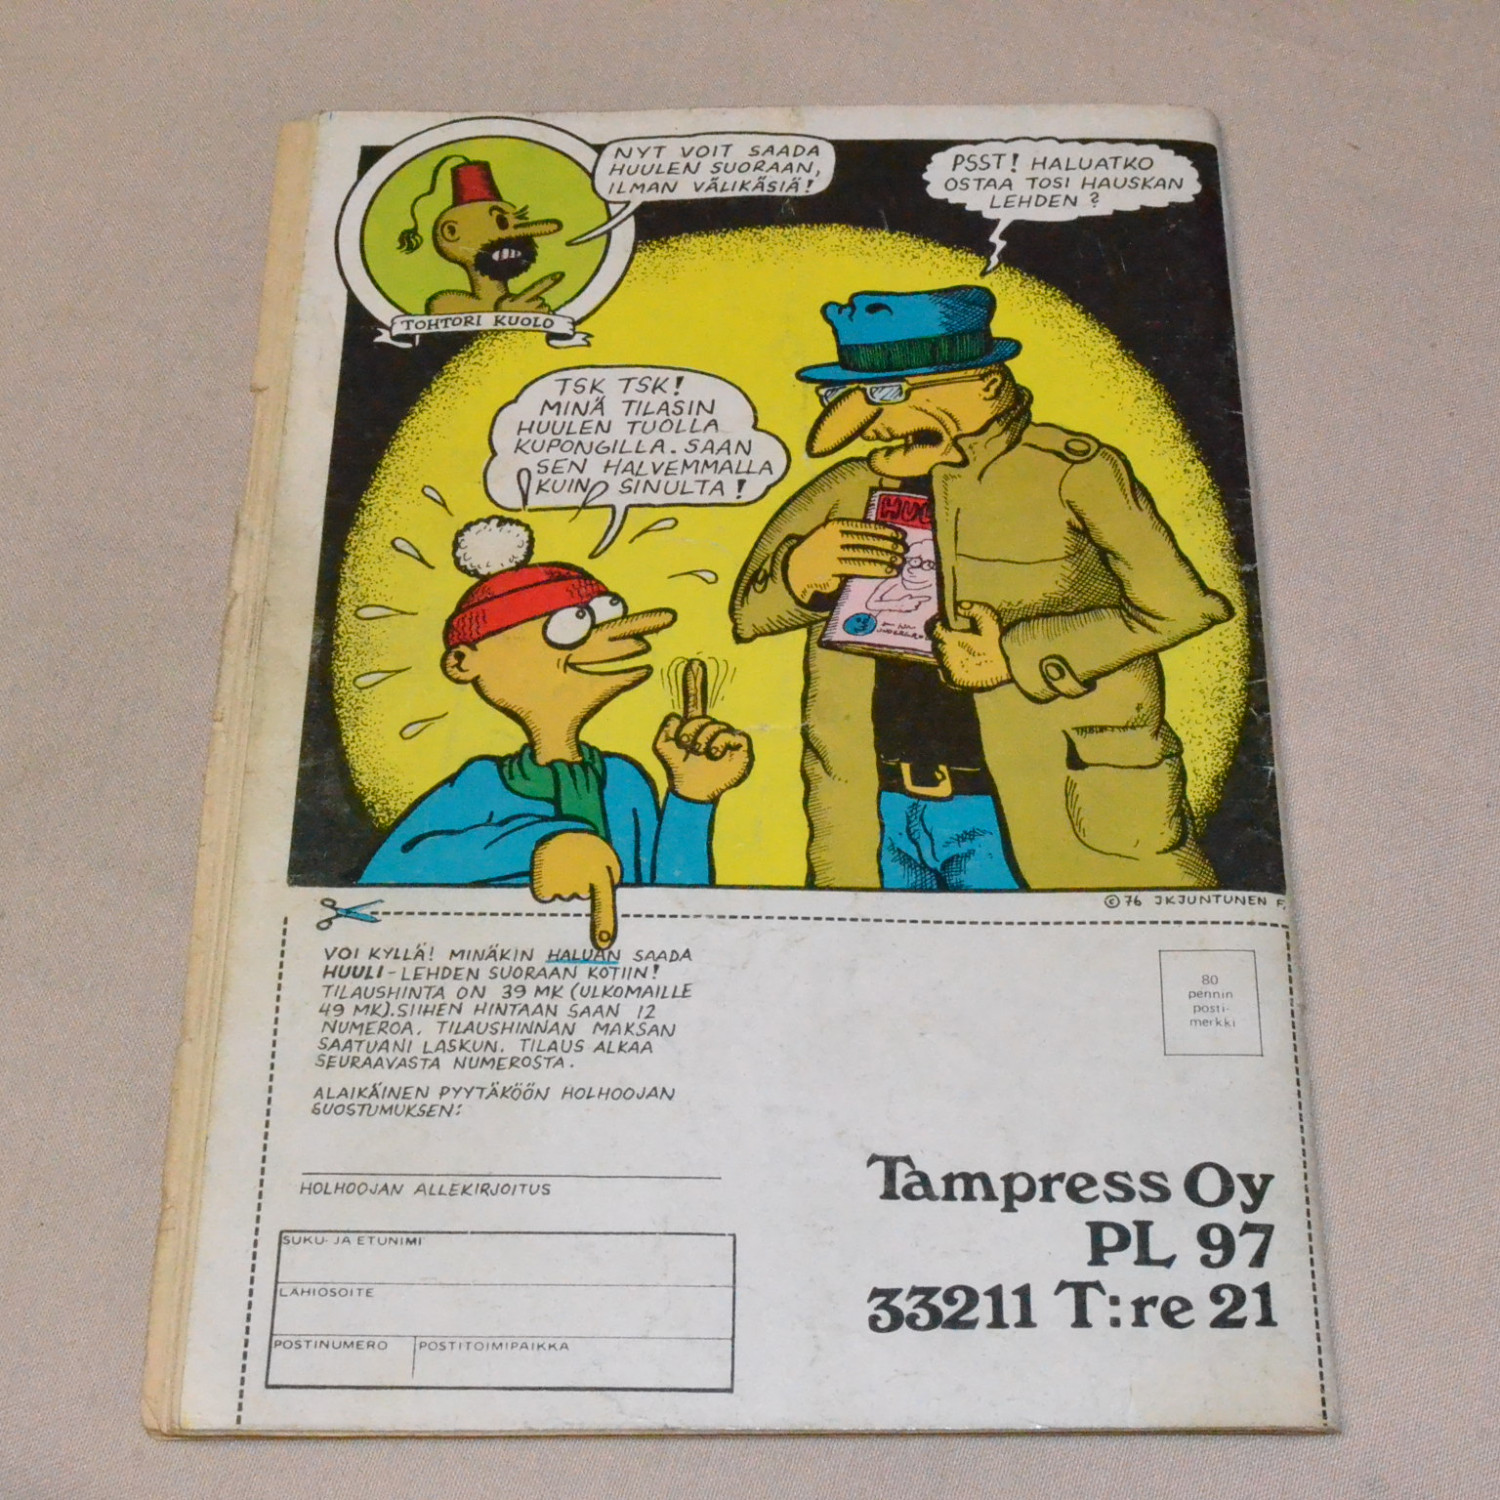 NYT VOIT SAADA
HUULEN SUORAAN,
ILMAN VÄLIKÄSIÄ!
TOHTORI KUOLO
PSST! HALUATKO
OSTAA TOSI HAUSKAN
LEHDEN?
TSK TSK!
MINÄ TILASIN
HUULEN TUOLLA
KUPONGILLA. SAAN
SEN HALVEMMALLA
KUIN SINULTA!
HUU
© 76 JKJUNTUNEN F.
VOI KYLLÄ! MINÄKIN HALUAN SAADA
HUULI-LEHDEN SUORAAN KOTIIN!
TILAUSHINTA ON 39 MK (ULKOMAILLE
49 MK). SIIHEN HINTAAN SAAN 12
NUMEROA. TILAUSHINNAN MAKSAN
SAATUANI LASKUN. TILAUS ALKAA
SEURAAVASTA NUMEROSTA.
ALAIKÄINEN PYYTÄKÖÖN HOLHOOJAN
SUOSTUMUKSEN:
HOLHOOJAN ALLEKIRJOITUS
SUKU- JA ETUNIMI
LÄHIOSOITE
POSTINUMERO
POSTITOIMIPAIKKA
80
pennin
posti-
merkki
Tampress Oy
PL 97
33211 T:re 21